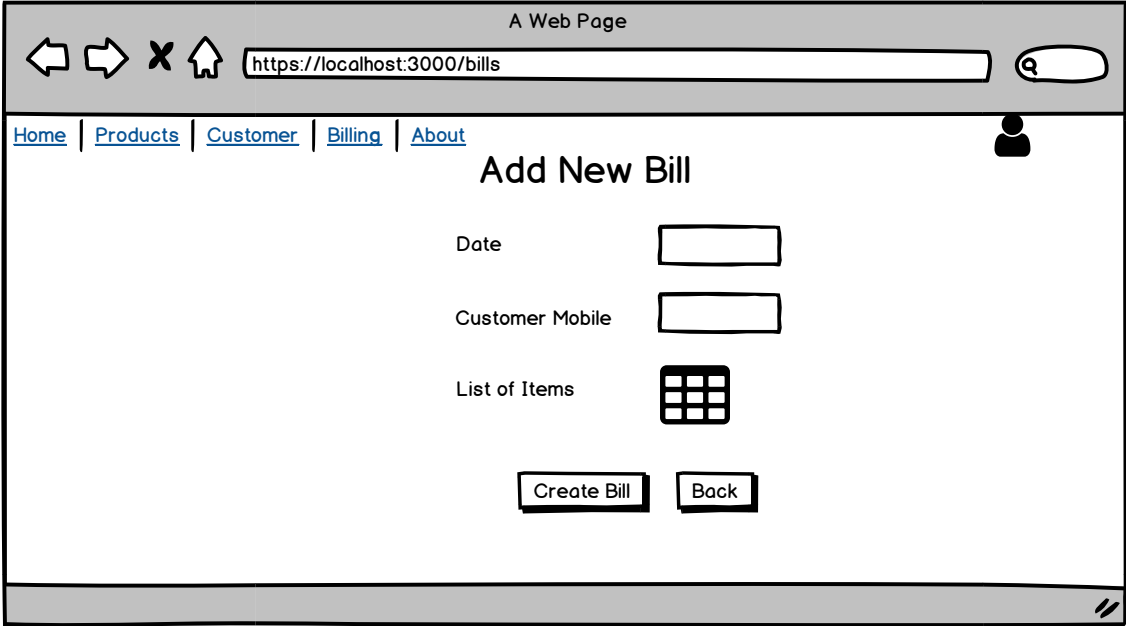 A Web Page
https://localhost:3000/bills
Home Products Customer Billing About
Add New Bill
Date
Customer Mobile
List of Items
Create Bill Back